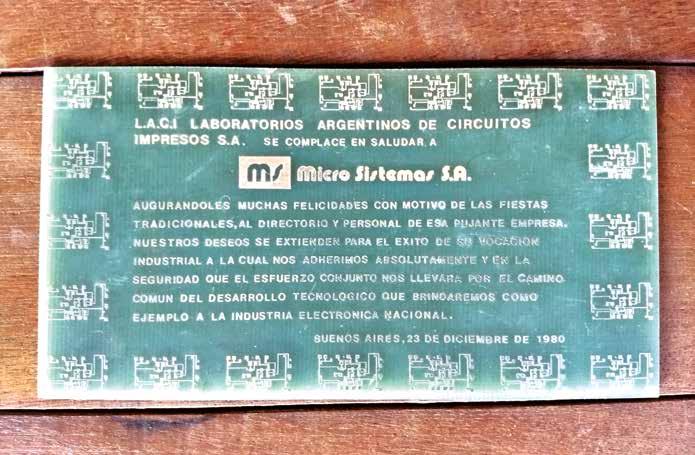 L.A.C.I LABORATORIOS ARGENTINOS DE CIRCUITOS
IMPRESOS S.A. SE COMPLACE EN SALUDAR A
ms Micro Sistemas S.A.
AUGURANDOLES MUCHAS FELICIDADES CON MOTIVO DE LAS FIESTAS
TRADICIONALES, AL DIRECTORIO Y PERSONAL DE ESA PUJANTE EMPRESA.
NUESTROS DESEOS SE EXTIENDEN PARA EL EXITO DE SU VOCACION
INDUSTRIAL A LA CUAL NOS ADHERIMOS ABSOLUTAMENTE Y EN LA
SEGURIDAD QUE EL ESFUERZO CONJUNTO NOS LLEVARA POR EL CAMINO
COMUN DEL DESARROLLO TECNOLOGICO QUE BRINDAREMOS COMO
EJEMPLO A LA INDUSTRIA ELECTRONICA NACIONAL.
BUENOS AIRES, 23 DE DICIEMBRE DE 1980